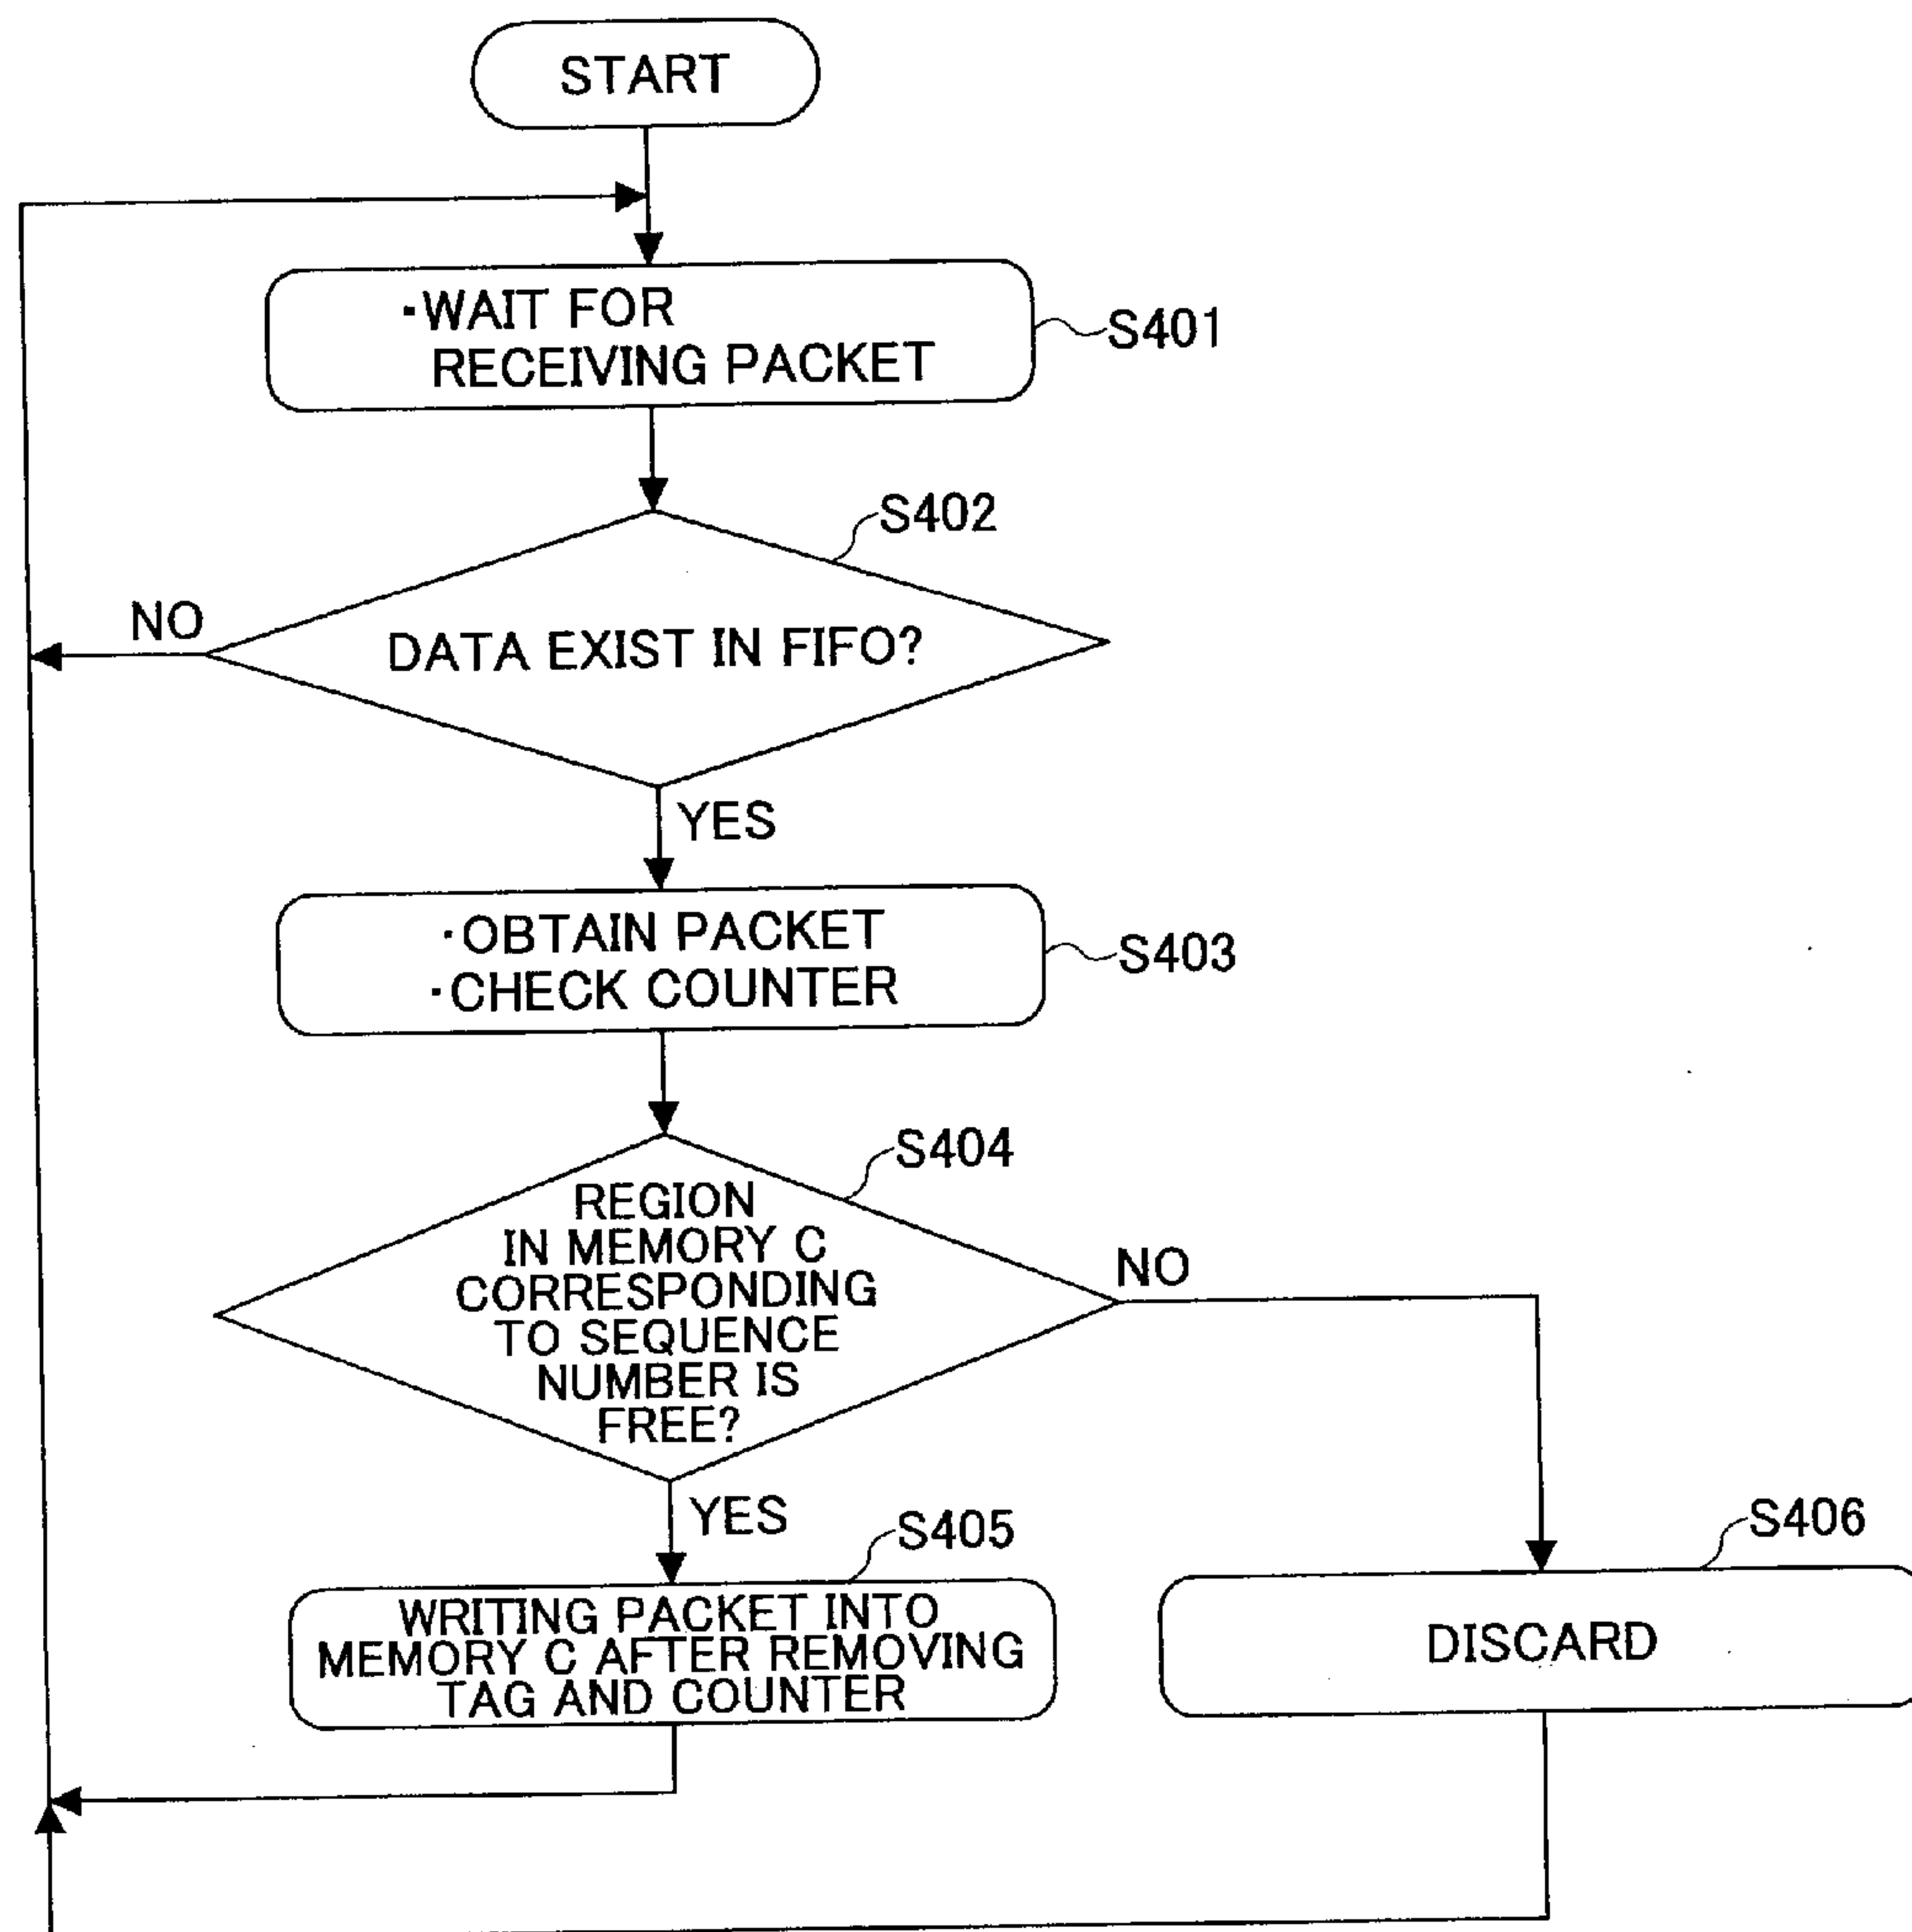 START
·WAIT FOR
RECEIVING PACKET
S401
S402
NO
DATA EXIST IN FIFO?
YES
·OBTAIN PACKET
·CHECK COUNTER
S403
S404
REGION
IN MEMORY C
CORRESPONDING
TO SEQUENCE
NUMBER IS
FREE?
NO
YES
S405
S406
WRITING PACKET INTO
MEMORY C AFTER REMOVING
TAG AND COUNTER
DISCARD